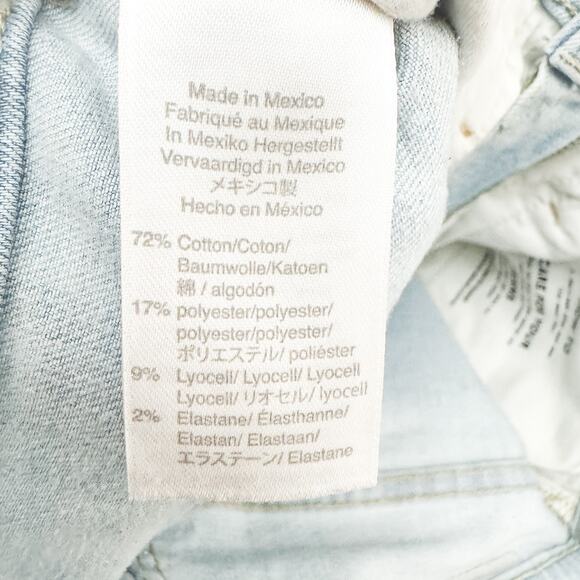 Made in Mexico
Fabriqué au Mexique
In Mexiko Hergestellt
Vervaardigd in Mexico
メキシコ製
Hecho en México
72% Cotton/Coton/
Baumwolle/Katoen
綿 / algodón
17% polyester/polyester/
polyester/polyester/
ポリエステル/ poliéster
9% Lyocell/ Lyocell/ Lyocell
Lyocell/ リオセル / lyocell
2% Elastane/ Élasthanne/
Elastan/ Elastaan/
エラステーン/ Elastane
CARE FOR YOUR